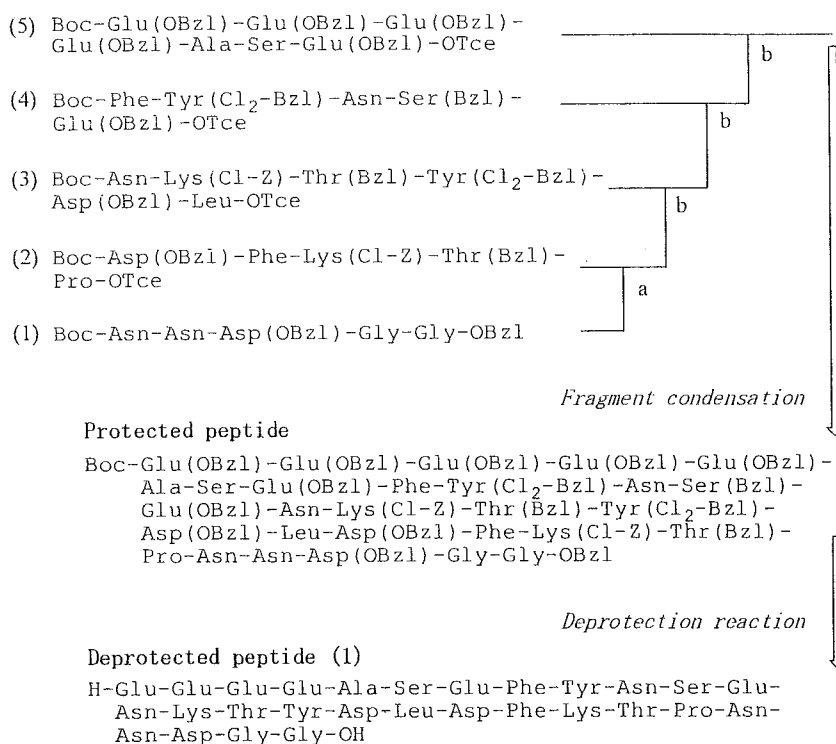 (5) Boc-Glu(OBzl)-Glu(OBzl)-Glu(OBzl)-
Glu(OBzl)-Ala-Ser-Glu(OBzl)-OTce
b
(4) Boc-Phe-Tyr(Cl₂-Bzl)-Asn-Ser(Bzl)-
Glu(OBzl)-OTce
b
(3) Boc-Asn-Lys(Cl-Z)-Thr(Bzl)-Tyr(Cl₂-Bzl)-
Asp(OBzl)-Leu-OTce
b
(2) Boc-Asp(OBzl)-Phe-Lys(Cl-Z)-Thr(Bzl)-
Pro-OTce
a
(1) Boc-Asn-Asn-Asp(OBzl)-Gly-Gly-OBzl
Fragment condensation
Protected peptide
Boc-Glu(OBzl)-Glu(OBzl)-Glu(OBzl)-Glu(OBzl)-Glu(OBzl)-
Ala-Ser-Glu(OBzl)-Phe-Tyr(Cl₂-Bzl)-Asn-Ser(Bzl)-
Glu(OBzl)-Asn-Lys(Cl-Z)-Thr(Bzl)-Tyr(Cl₂-Bzl)-
Asp(OBzl)-Leu-Asp(OBzl)-Phe-Lys(Cl-Z)-Thr(Bzl)-
Pro-Asn-Asn-Asp(OBzl)-Gly-Gly-OBzl
Deprotection reaction
Deprotected peptide (1)
H-Glu-Glu-Glu-Glu-Ala-Ser-Glu-Phe-Tyr-Asn-Ser-Glu-
Asn-Lys-Thr-Tyr-Asp-Leu-Asp-Phe-Lys-Thr-Pro-Asn-
Asn-Asp-Gly-Gly-OH